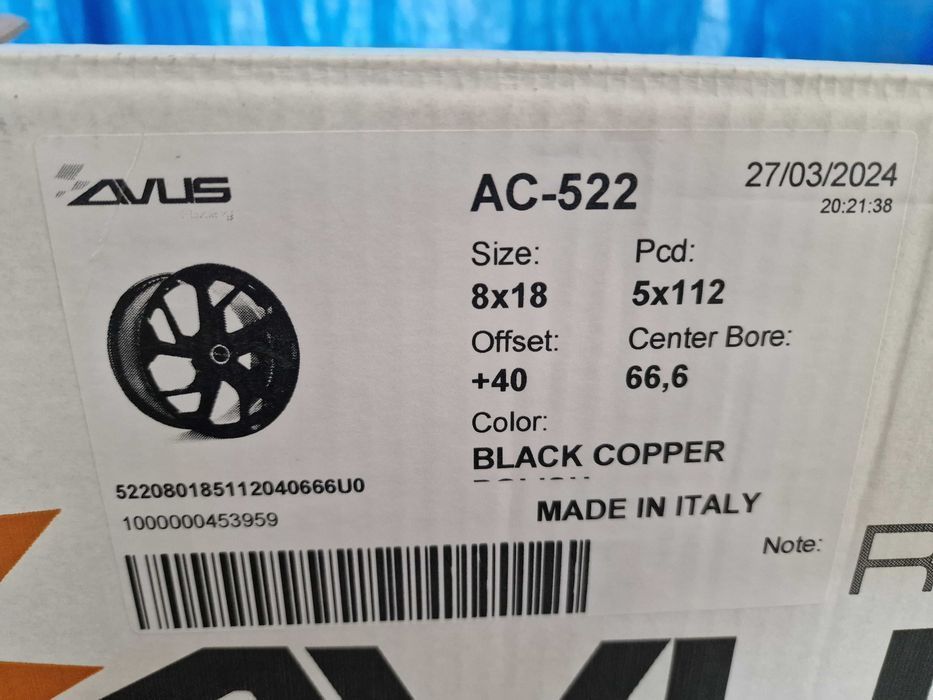 AVUS
AC-522
27/03/2024
20:21:38
Size:
8x18
Pcd:
5x112
Offset:
+40
Center Bore:
66,6
Color:
BLACK COPPER
522080185112040666U0
1000000453959
MADE IN ITALY
Note: